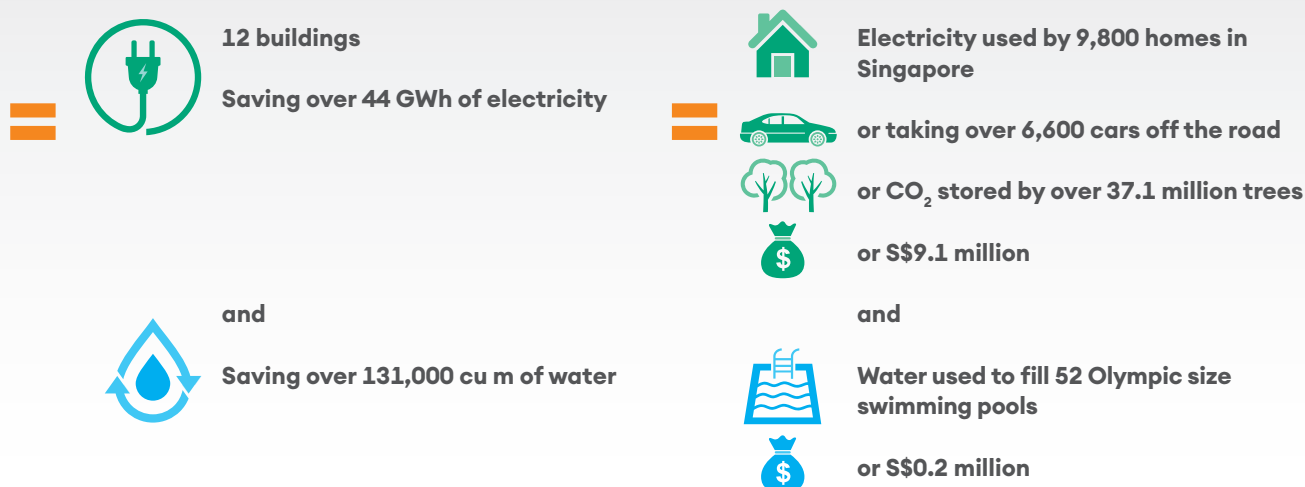 12 buildings
Saving over 44 GWh of electricity
and
Saving over 131,000 cu m of water
Electricity used by 9,800 homes in
Singapore
or taking over 6,600 cars off the road
or CO₂ stored by over 37.1 million trees
$
or S$9.1 million
and
Water used to fill 52 Olympic size
swimming pools
$
or S$0.2 million